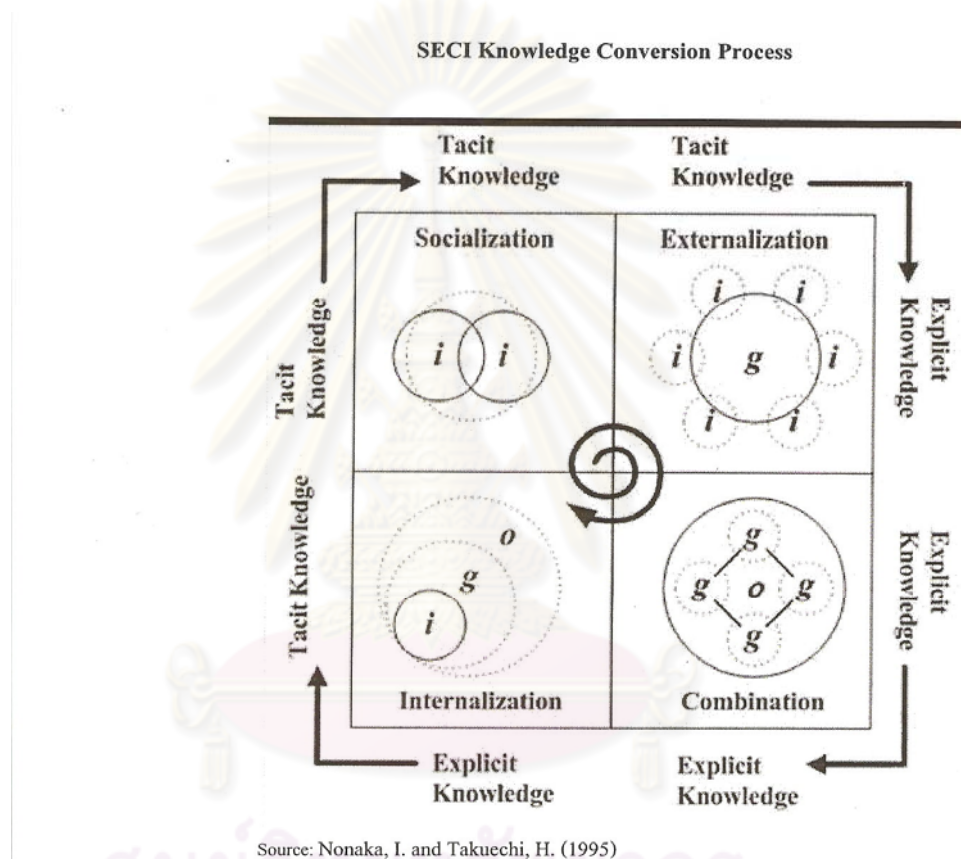 SECI Knowledge Conversion Process
Tacit
Knowledge
Tacit
Knowledge
Tacit
Knowledge
Socialization
i
i
Externalization
i
i
i
g
i
i
i
Explicit
Knowledge
Tacit Knowledge
o
g
i
Internalization
g
g
o
g
g
Combination
Explicit
Knowledge
Explicit
Knowledge
Explicit
Knowledge
Source: Nonaka, I. and Takuechi, H. (1995)